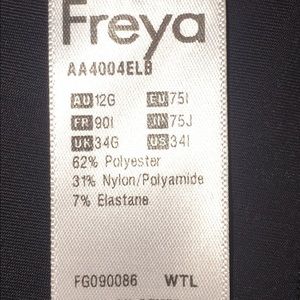 Freya
AA4004ELB
AU 12G EU 75I
FR 90I 75J
UK 34G US 34I
62% Polyester
31% Nylon/Polyamide
7% Elastane
FG090086 WTL